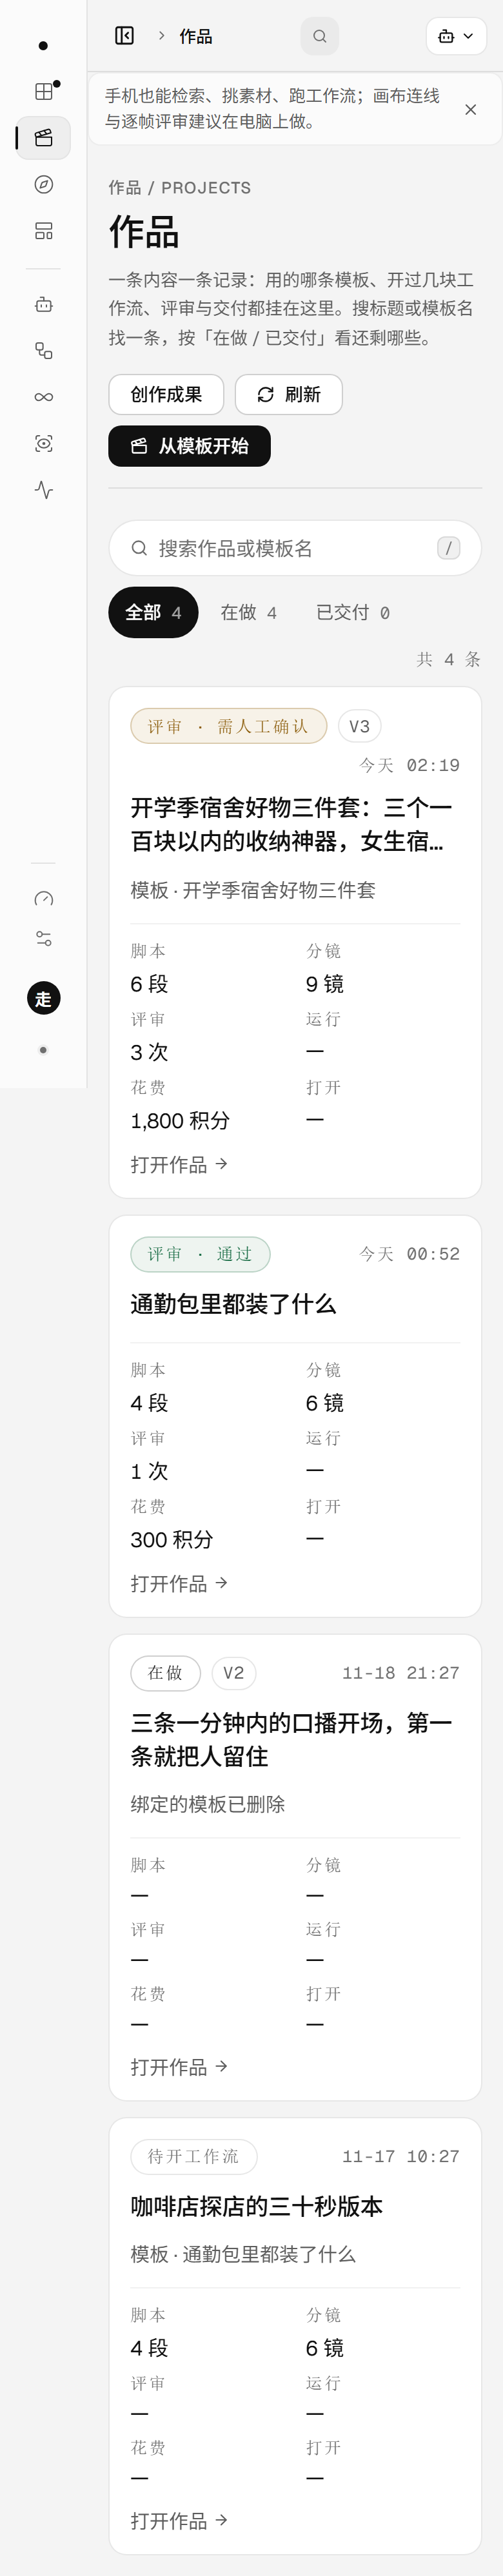 作品
手机也能检索、挑素材、跑工作流；画布连线
与逐帧评审建议在电脑上做。
作品 / PROJECTS
作品
一条内容一条记录：用的哪条模板、开过几块工
作流、评审与交付都挂在这里。搜标题或模板名
找一条，按「在做 / 已交付」看还剩哪些。
创作成果
刷新
从模板开始
搜索作品或模板名
/
全部 4
在做 4
已交付 0
共 4 条
评审 · 需人工确认
V3
今天 02:19
开学季宿舍好物三件套：三个一
百块以内的收纳神器，女生宿...
模板 · 开学季宿舍好物三件套
脚本
分镜
6 段
9 镜
评审
运行
3 次
—
花费
打开
1,800 积分
—
打开作品 →
评审 · 通过
今天 00:52
通勤包里都装了什么
脚本
分镜
4 段
6 镜
评审
运行
1 次
—
花费
打开
300 积分
—
打开作品 →
在做
V2
11-18 21:27
三条一分钟内的口播开场，第一
条就把人留住
绑定的模板已删除
脚本
分镜
—
—
评审
运行
—
—
花费
打开
—
—
打开作品 →
待开工作流
11-17 10:27
咖啡店探店的三十秒版本
模板 · 通勤包里都装了什么
脚本
分镜
4 段
6 镜
评审
运行
—
—
花费
打开
—
—
打开作品 →
走